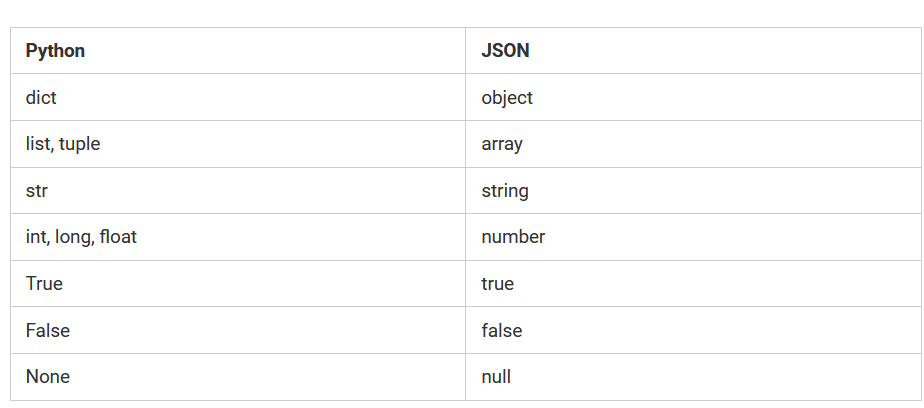 Python JSON
dict object
list, tuple array
str string
int, long, float number
True true
False false
None null